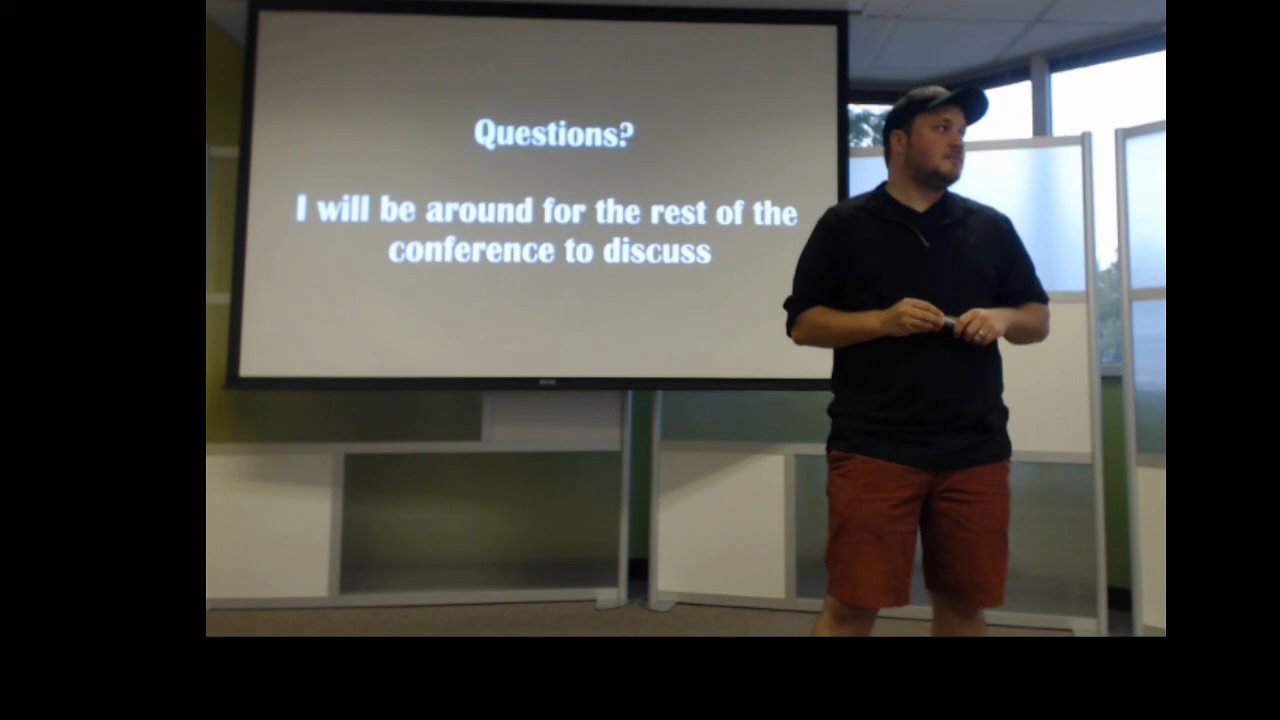 Questions?
I will be around for the rest of the
conference to discuss